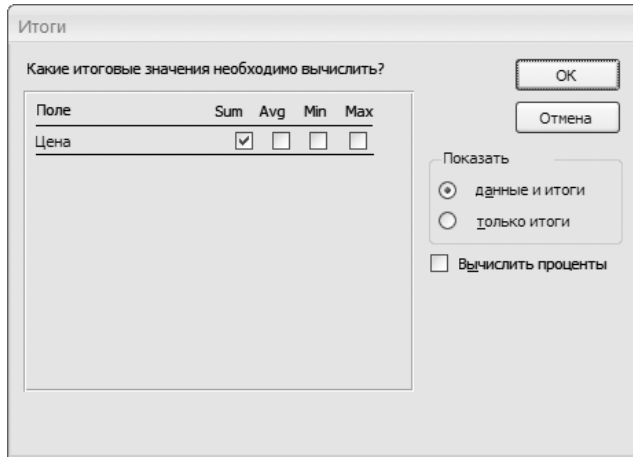 Итоги
Какие итоговые значения необходимо вычислить?
Поле Sum Avg Min Max
Цена
ОК
Отмена
Показать
данные и итоги
только итоги
Вычислить проценты